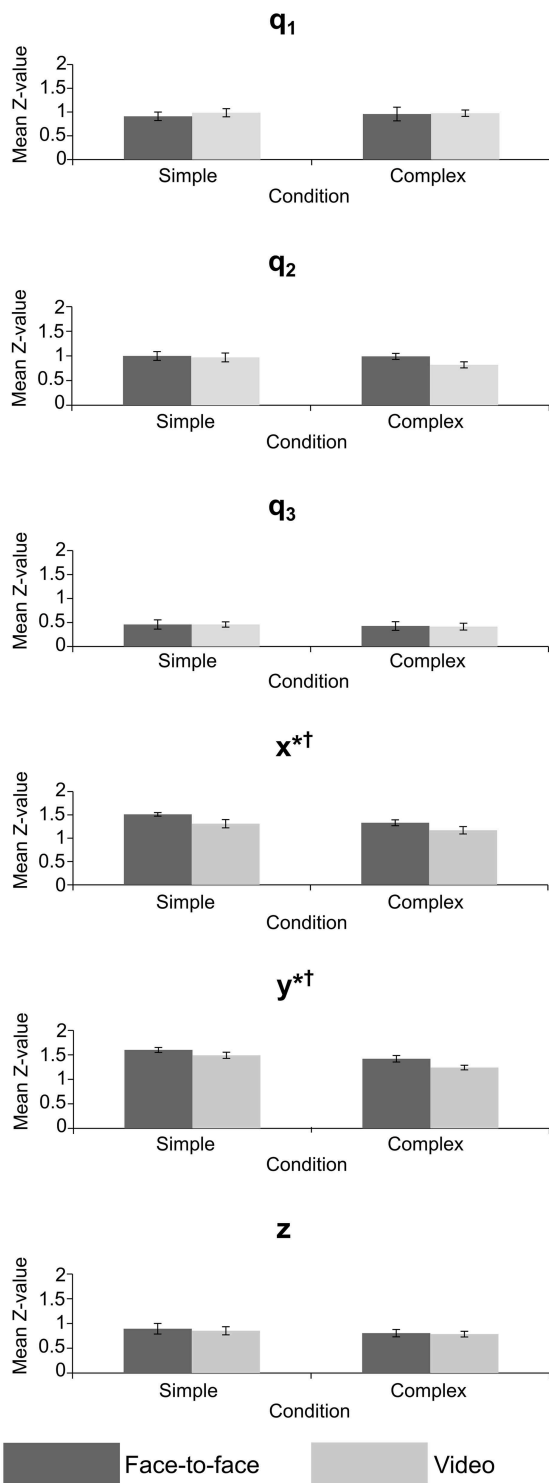 q₁
Mean Z-value
2
1.5
1
0.5
0
Simple Complex
Condition
q₂
Mean Z-value
2
1.5
1
0.5
0
Simple Complex
Condition
q₃
Mean Z-value
2
1.5
1
0.5
0
Simple Complex
Condition
x*†
Mean Z-value
2
1.5
1
0.5
0
Simple Complex
Condition
y*†
Mean Z-value
2
1.5
1
0.5
0
Simple Complex
Condition
z
Mean Z-value
2
1.5
1
0.5
0
Simple Complex
Condition
Face-to-face Video